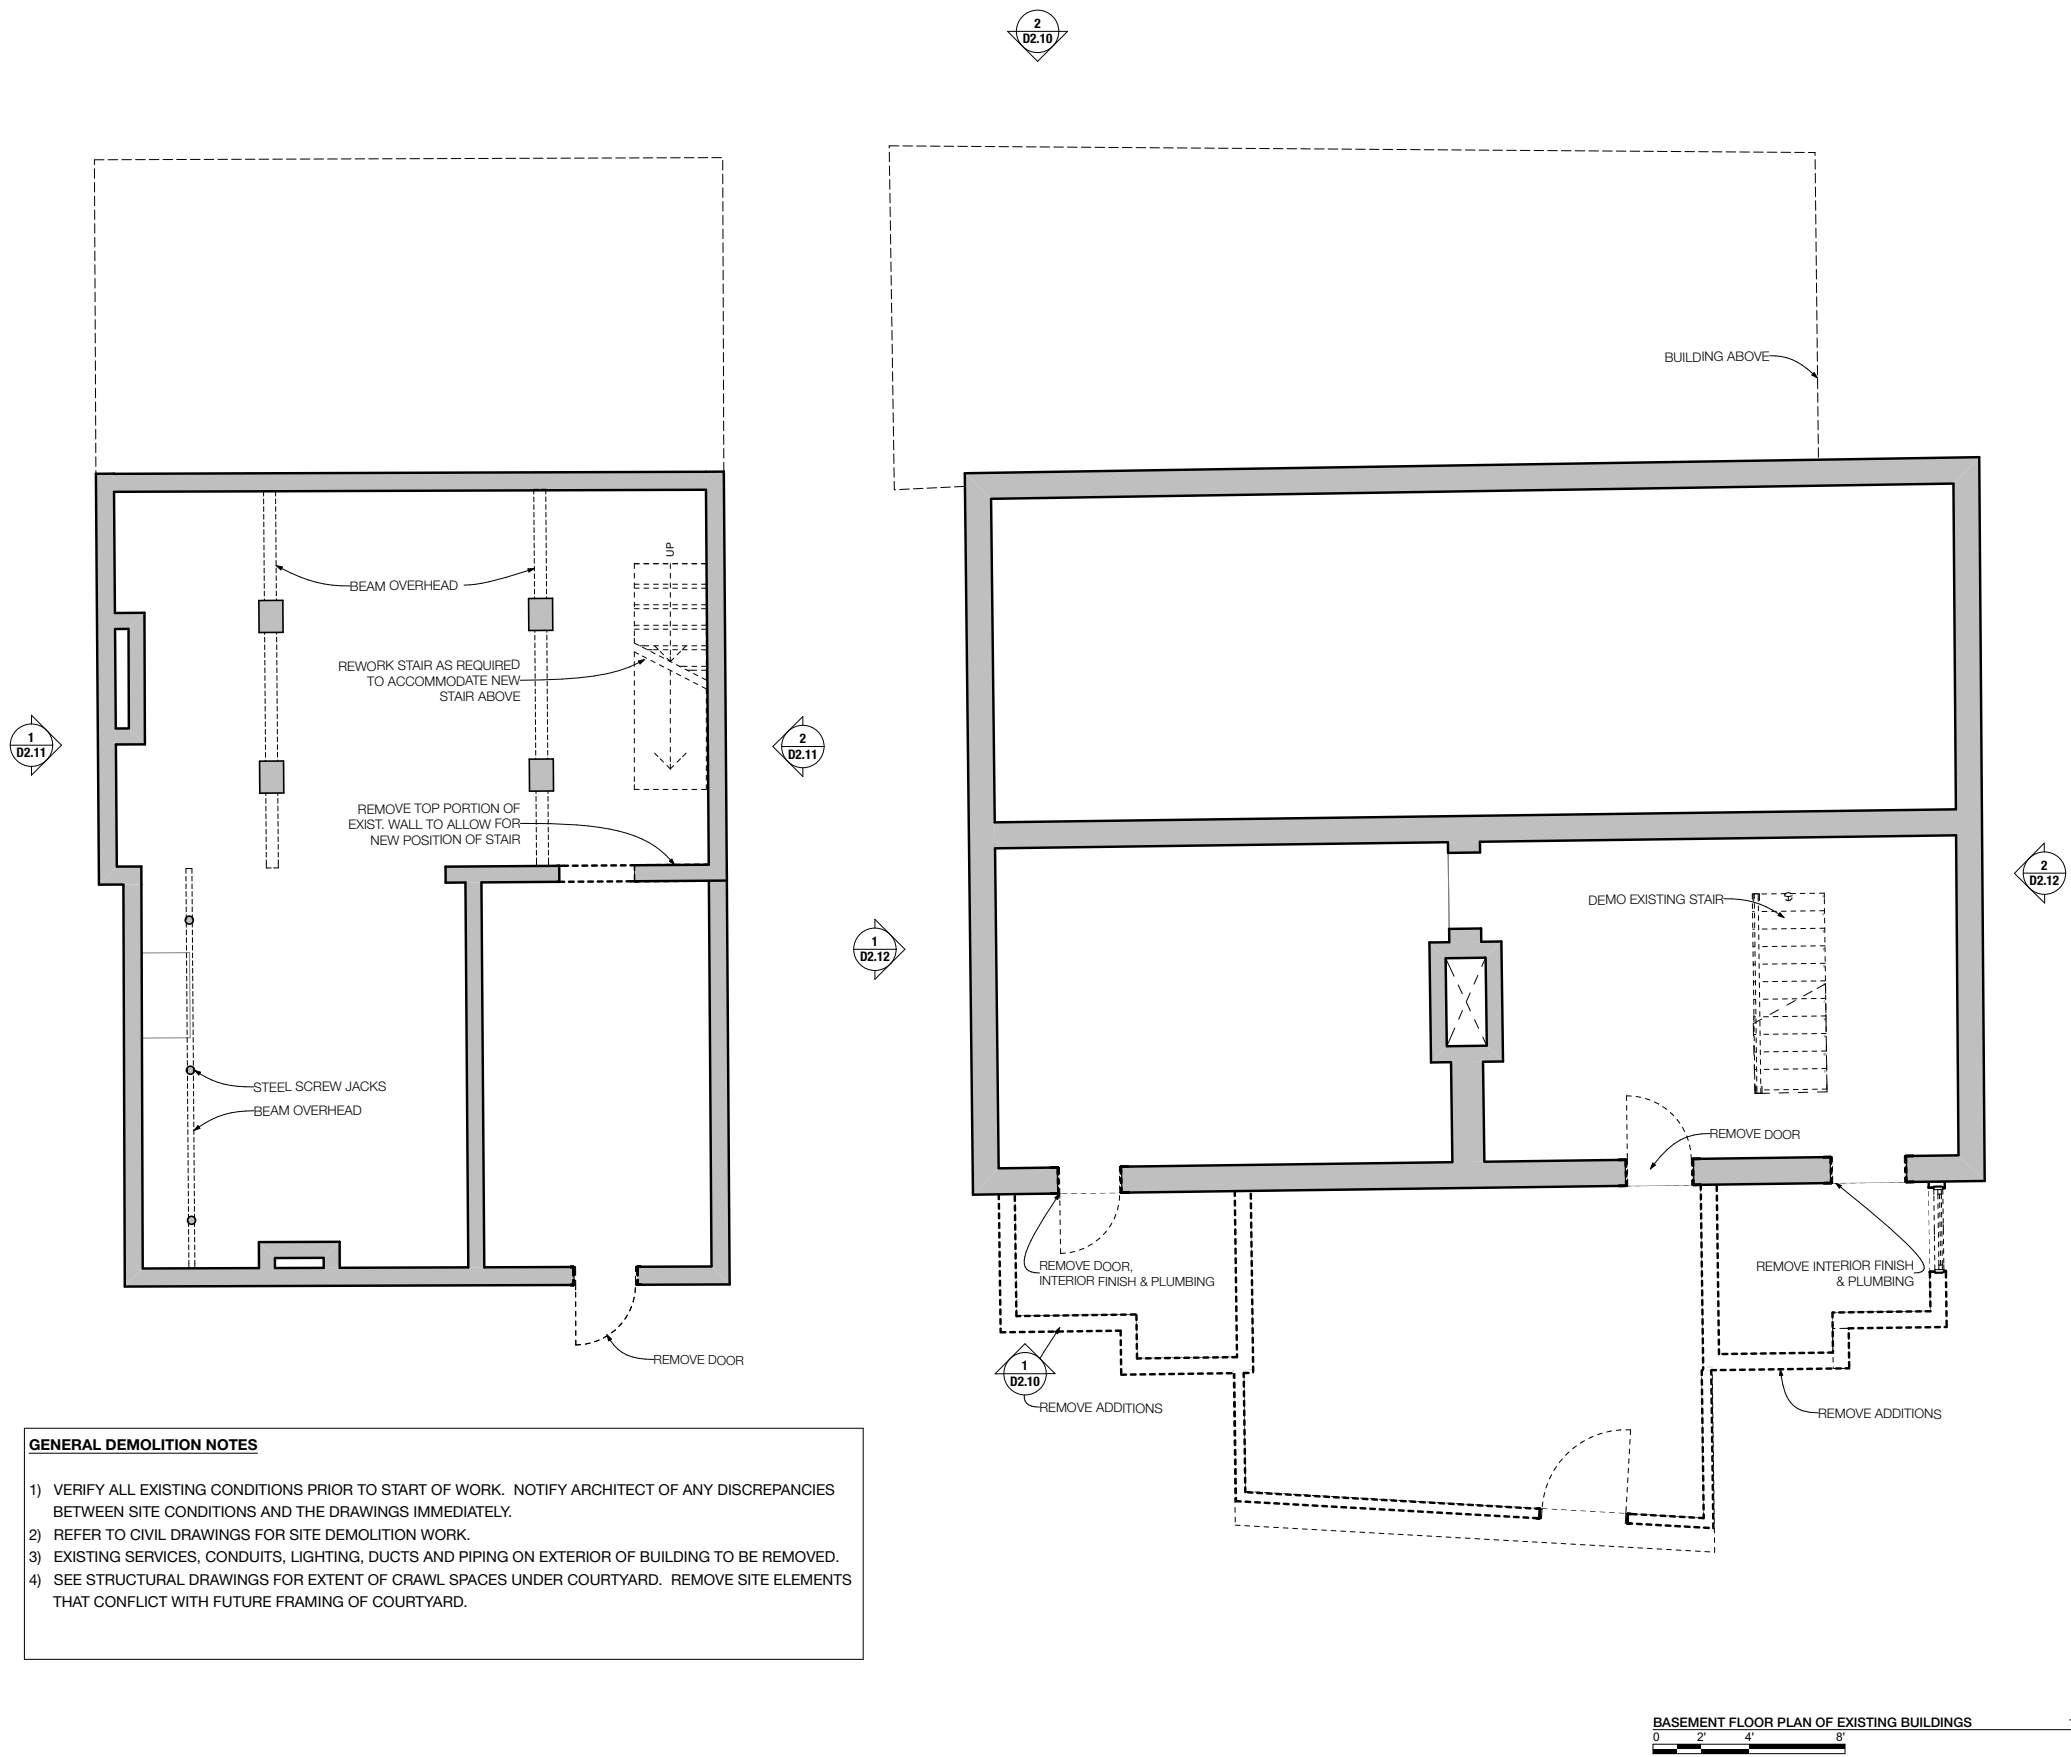 2
D2.10
BUILDING ABOVE
UP
BEAM OVERHEAD
REWORK STAIR AS REQUIRED
TO ACCOMMODATE NEW
STAIR ABOVE
1
D2.11
2
D2.11
REMOVE TOP PORTION OF
EXIST. WALL TO ALLOW FOR
NEW POSITION OF STAIR
2
D2.12
DEMO EXISTING STAIR
1
D2.12
STEEL SCREW JACKS
BEAM OVERHEAD
REMOVE DOOR
REMOVE DOOR,
INTERIOR FINISH & PLUMBING
REMOVE INTERIOR FINISH
& PLUMBING
REMOVE DOOR
1
D2.10
REMOVE ADDITIONS
REMOVE ADDITIONS
GENERAL DEMOLITION NOTES
1) VERIFY ALL EXISTING CONDITIONS PRIOR TO START OF WORK. NOTIFY ARCHITECT OF ANY DISCREPANCIES
BETWEEN SITE CONDITIONS AND THE DRAWINGS IMMEDIATELY.
2) REFER TO CIVIL DRAWINGS FOR SITE DEMOLITION WORK.
3) EXISTING SERVICES, CONDUITS, LIGHTING, DUCTS AND PIPING ON EXTERIOR OF BUILDING TO BE REMOVED.
4) SEE STRUCTURAL DRAWINGS FOR EXTENT OF CRAWL SPACES UNDER COURTYARD. REMOVE SITE ELEMENTS
THAT CONFLICT WITH FUTURE FRAMING OF COURTYARD.
BASEMENT FLOOR PLAN OF EXISTING BUILDINGS
0 2' 4' 8'